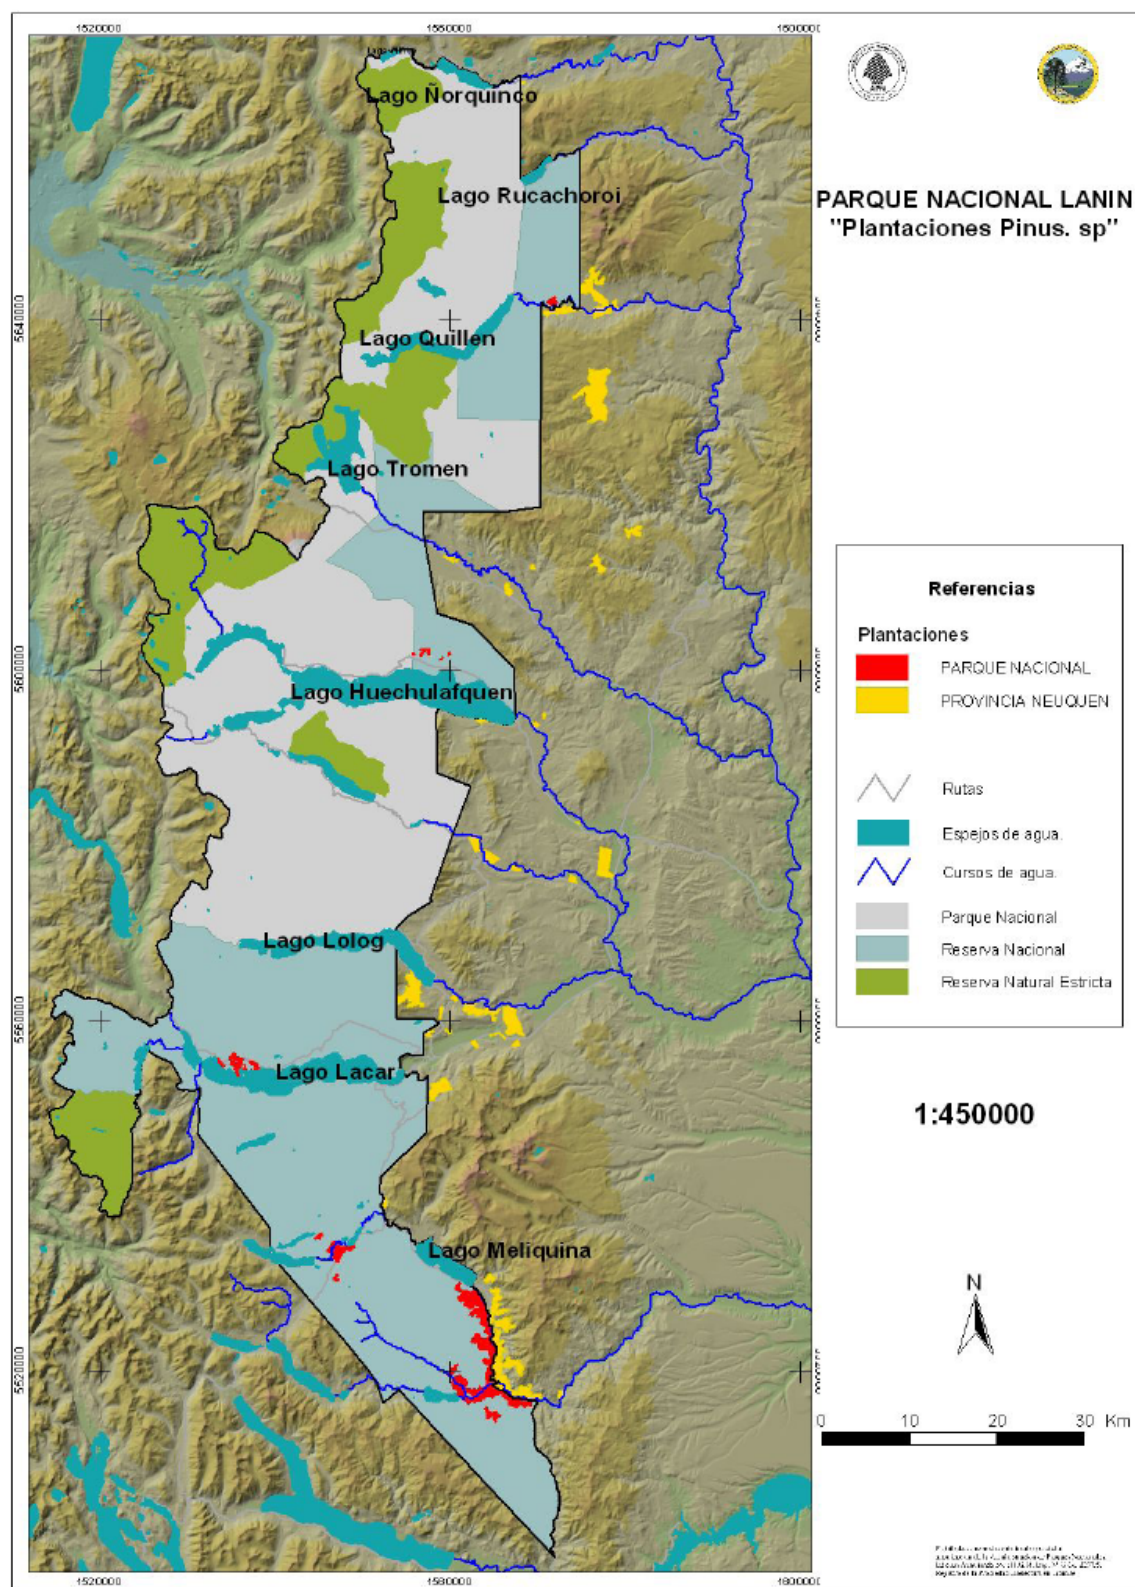 1520000
1560000
1600000
PARQUE NACIONAL LANIN
"Plantaciones Pinus. sp"
Lago Ñorquinco
Lago Rucachoroi
5640000
Lago Quillen
Lago Tromen
5600000
Lago Huechulafquen
Lago Lolog
5560000
Lago Lacar
Lago Meliquina
5520000
Referencias
Plantaciones
PARQUE NACIONAL
PROVINCIA NEUQUEN
Rutas
Espejos de agua.
Cursos de agua.
Parque Nacional
Reserva Nacional
Reserva Natural Estricta
1:450000
N
0 10 20 30 Km
1520000
1560000
1600000